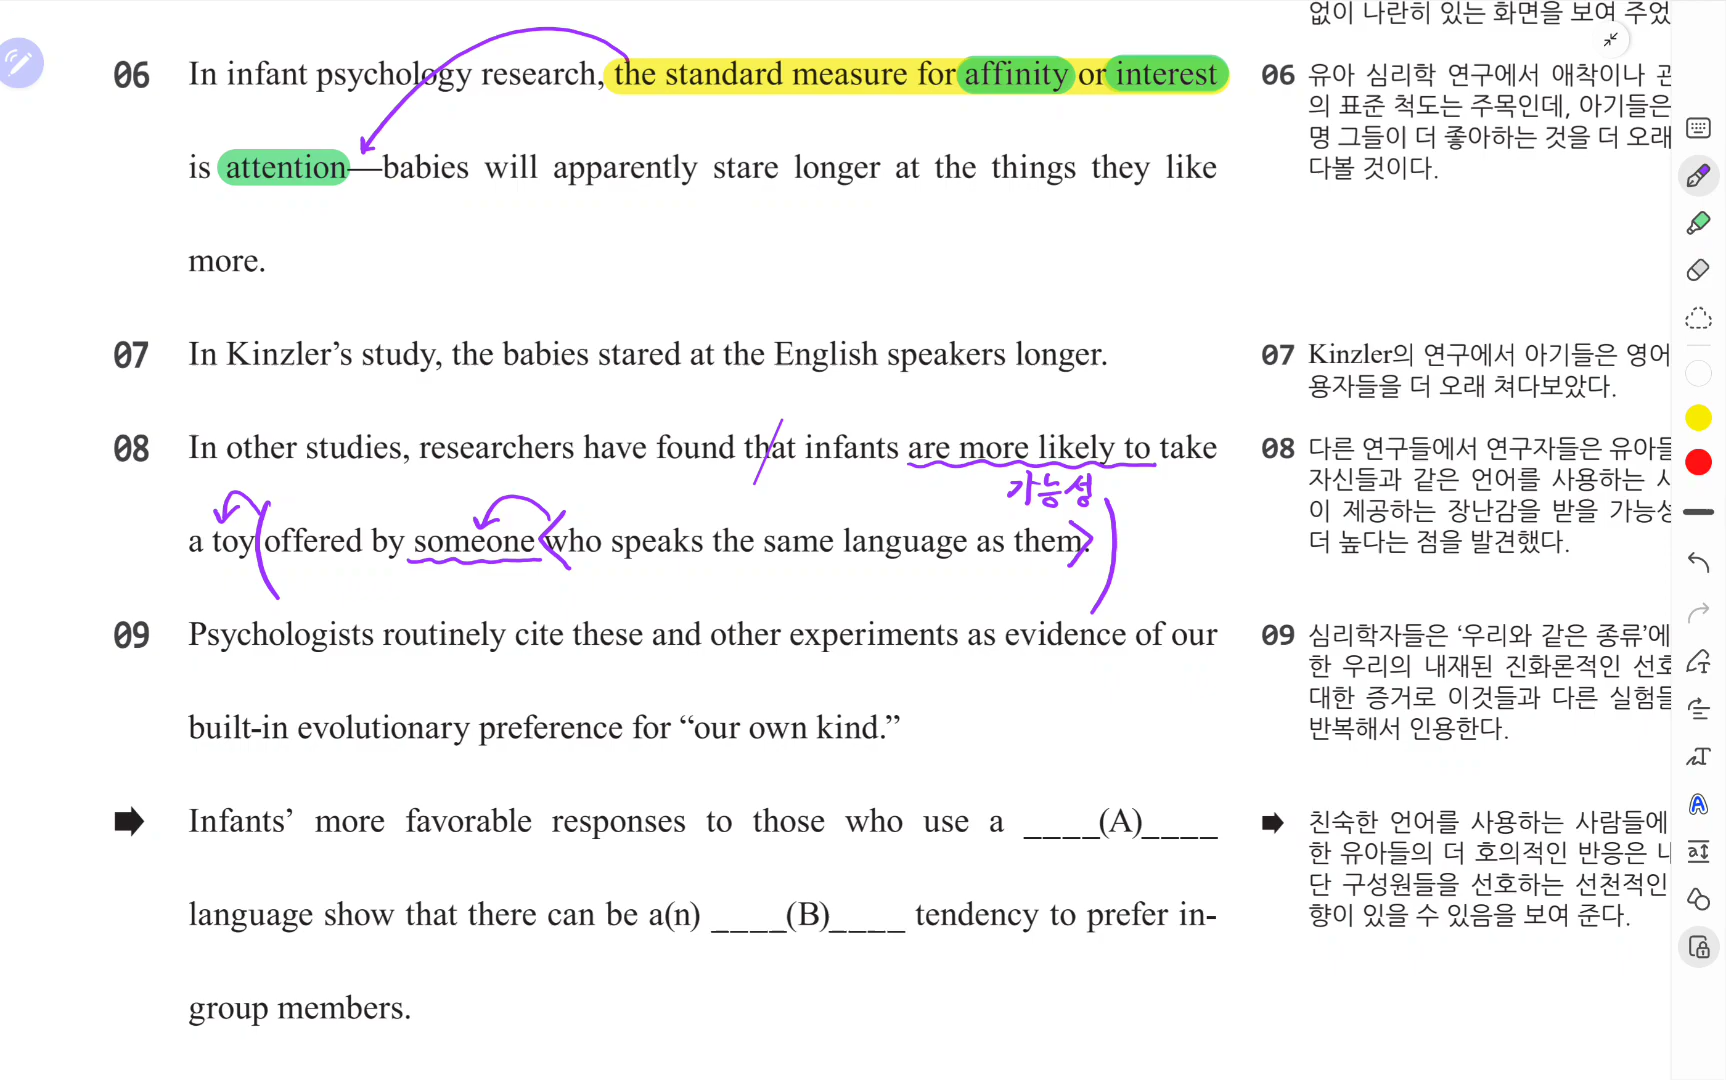 없이 나란히 있는 화면을 보여 주었
06 In infant psychology research, the standard measure for affinity or interest
is attention—babies will apparently stare longer at the things they like
more.
06 유아 심리학 연구에서 애착이나 관
의 표준 척도는 주목인데, 아기들은
명 그들이 더 좋아하는 것을 더 오래
다볼 것이다.
07 In Kinzler’s study, the babies stared at the English speakers longer.
07 Kinzler의 연구에서 아기들은 영어
용자들을 더 오래 쳐다보았다.
08 In other studies, researchers have found that infants are more likely to take
가능성
a toy offered by someone who speaks the same language as them.
08 다른 연구들에서 연구자들은 유아들
자신들과 같은 언어를 사용하는 사
이 제공하는 장난감을 받을 가능성
더 높다는 점을 발견했다.
09 Psychologists routinely cite these and other experiments as evidence of our
built-in evolutionary preference for “our own kind.”
09 심리학자들은 ‘우리와 같은 종류’에
한 우리의 내재된 진화론적인 선호
대한 증거로 이것들과 다른 실험들
반복해서 인용한다.
Infants’ more favorable responses to those who use a ____(A)____
language show that there can be a(n) ____(B)____ tendency to prefer in-
group members.
친숙한 언어를 사용하는 사람들에
한 유아들의 더 호의적인 반응은 내
단 구성원들을 선호하는 선천적인
향이 있을 수 있음을 보여 준다.